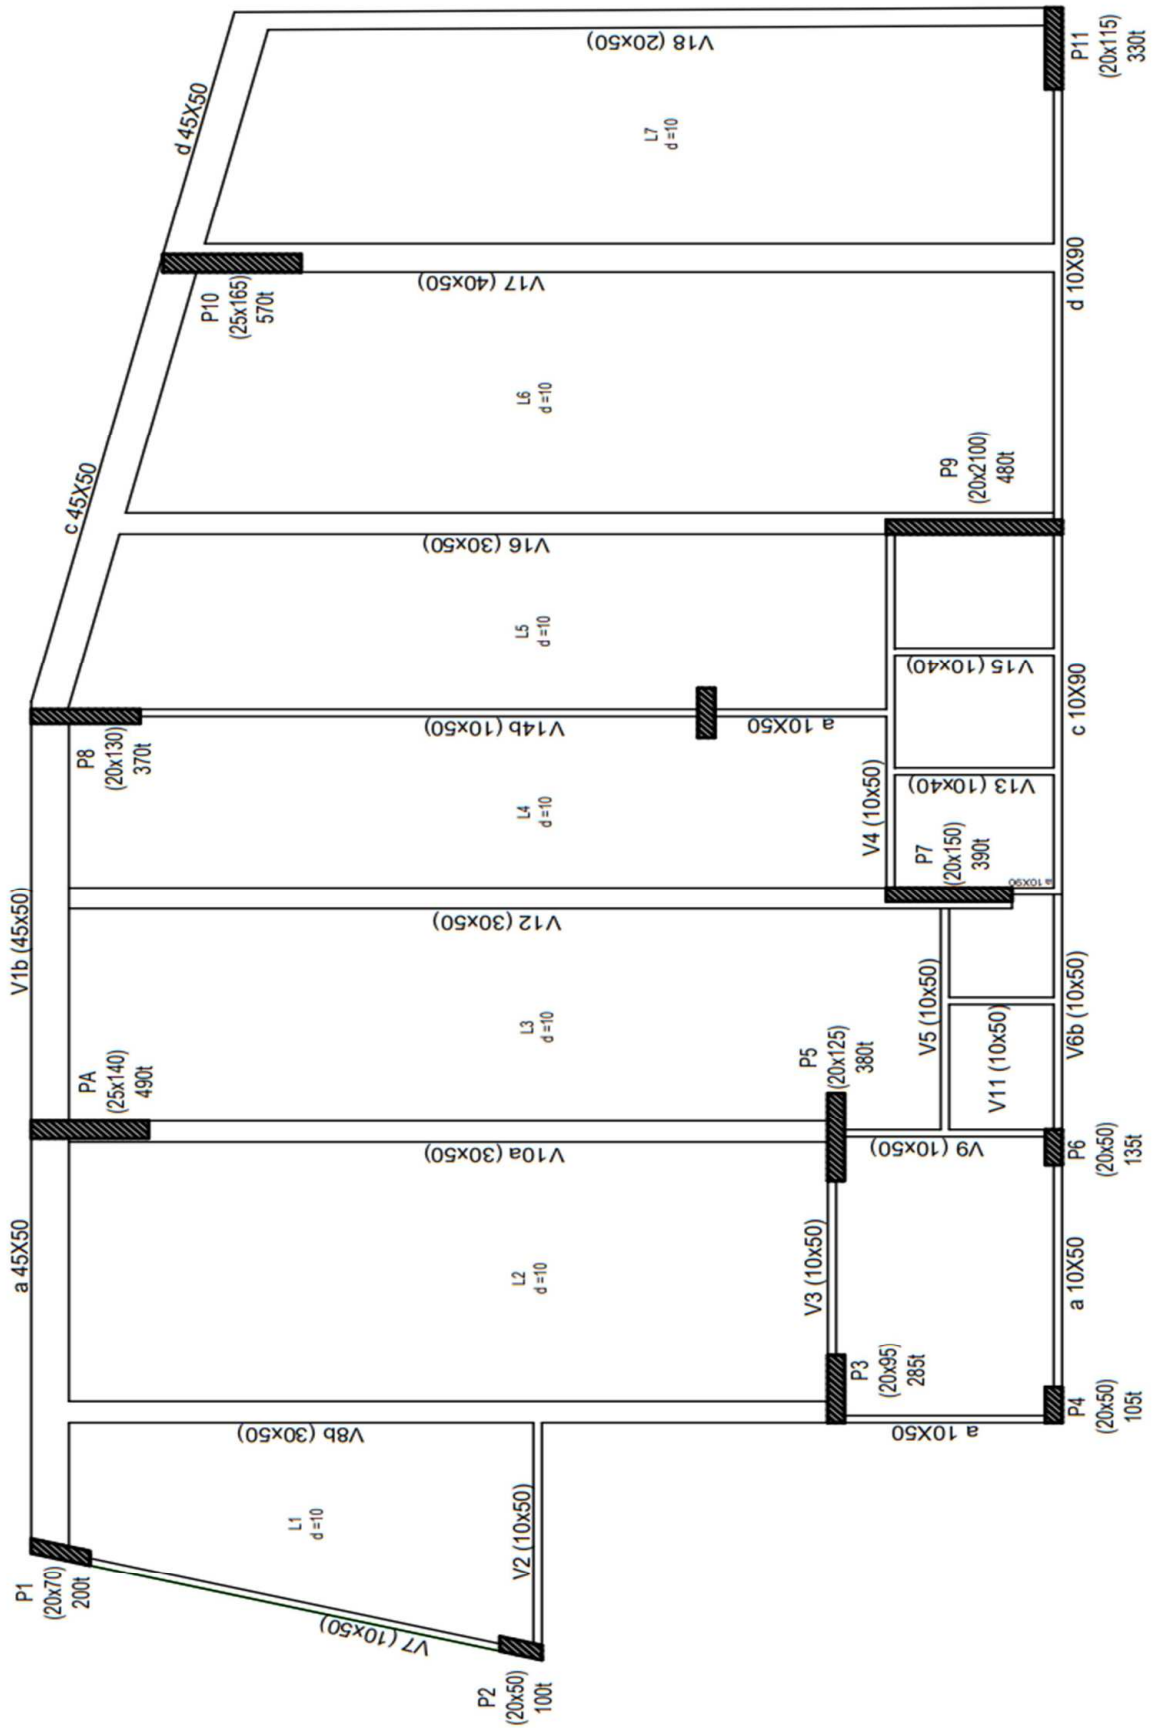 P1
(20x70)
200t
a 45X50
PA
(25x140)
490t
V1b (45x50)
P8
(20x130)
370t
c 45X50
P10
(25x165)
570t
d 45X50
V7 (10x50)
P2
(20x50)
100t
L1
d =10
V8b (30x50)
V2 (10x50)
L2
d =10
V10a (30x50)
L3
d =10
V12 (30x50)
L4
d =10
V14b (10x50)
a 10X50
L5
d =10
V16 (30x50)
L6
d =10
V17 (40x50)
L7
d =10
V18 (20x50)
V3 (10x50)
P3
(20x95)
285t
a 10X50
P4
(20x50)
105t
a 10X50
P5
(20x125)
380t
V9 (10x50)
P6
(20x50)
135t
V5 (10x50)
V11 (10x50)
V6b (10x50)
V4 (10x50)
P7
(20x150)
390t
a 10X90
V13 (10x40)
V15 (10x40)
c 10X90
P9
(20x2100)
480t
d 10X90
P11
(20x115)
330t